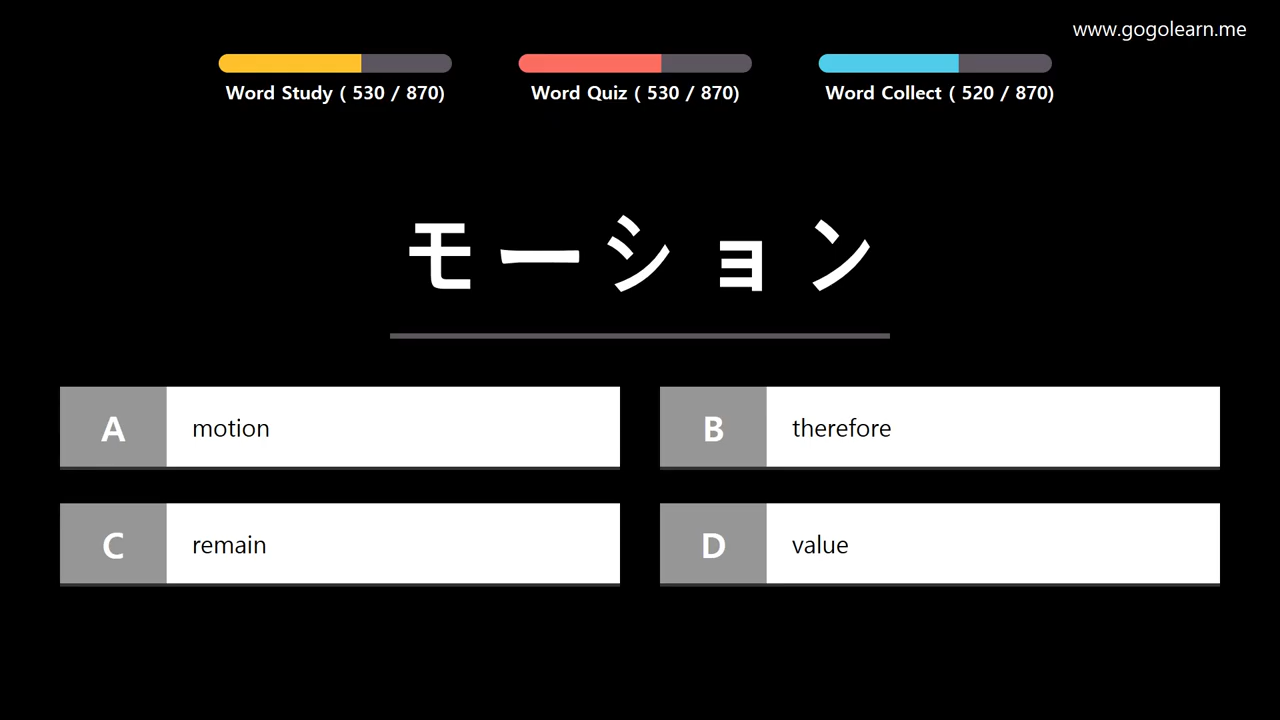 www.gogolearn.me
Word Study ( 530 / 870)
Word Quiz ( 530 / 870)
Word Collect ( 520 / 870)
モーション
A motion
B therefore
C remain
D value